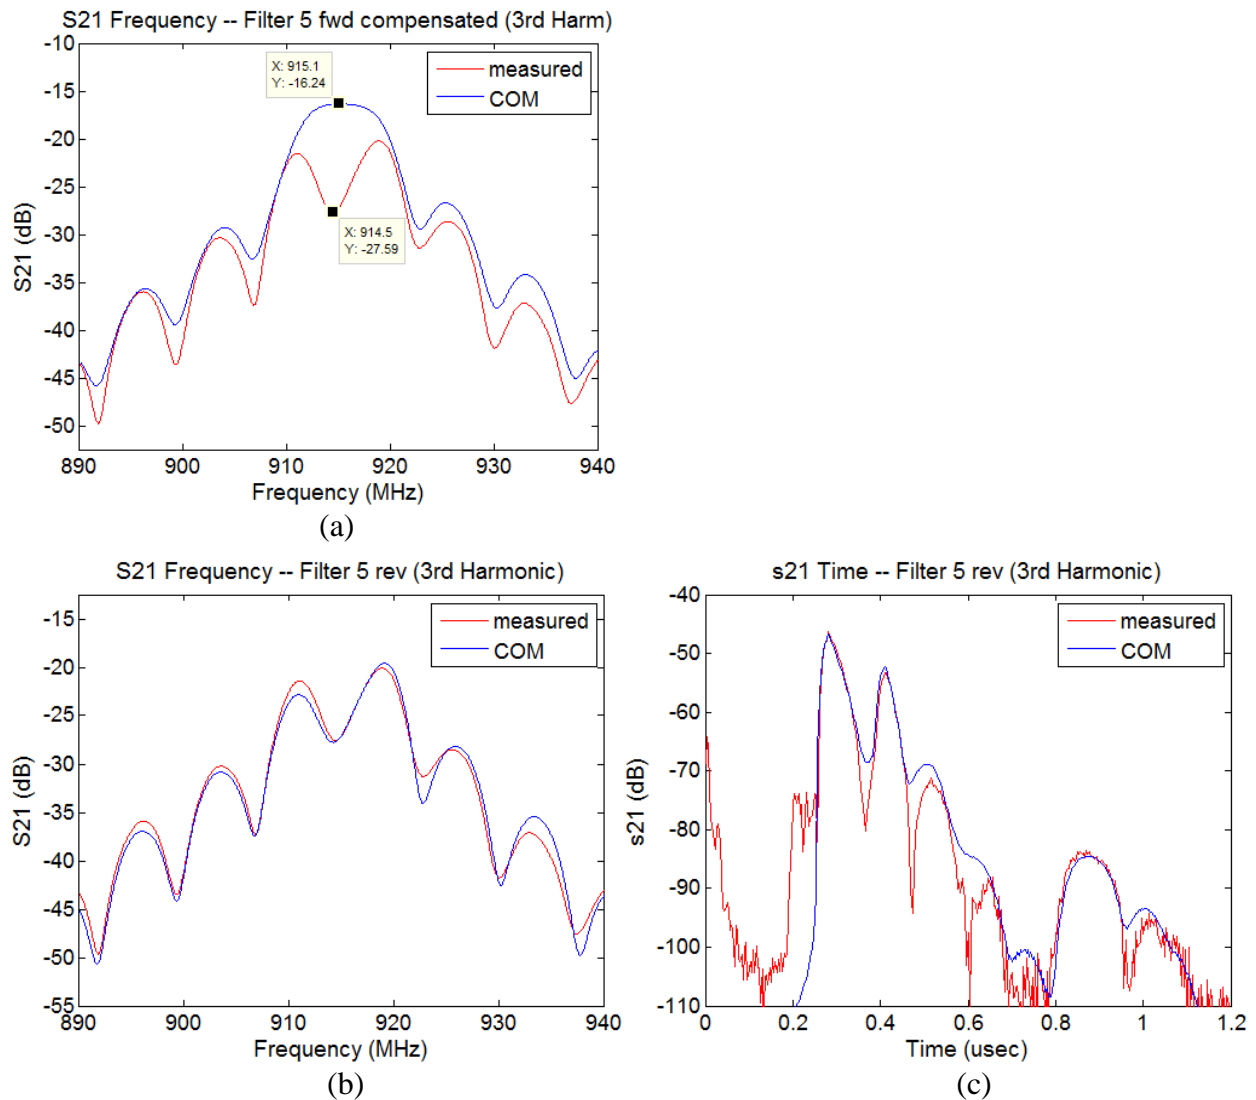 S21 Frequency -- Filter 5 fwd compensated (3rd Harm)
-10
-15
-20
-25
-30
-35
-40
-45
-50
S21 (dB)
X: 915.1
Y: -16.24
measured
COM
X: 914.5
Y: -27.59
890 900 910 920 930 940
Frequency (MHz)
(a)
S21 Frequency -- Filter 5 rev (3rd Harmonic)
-15
-20
-25
-30
-35
-40
-45
-50
-55
S21 (dB)
measured
COM
890 900 910 920 930 940
Frequency (MHz)
(b)
s21 Time -- Filter 5 rev (3rd Harmonic)
-40
-50
-60
-70
-80
-90
-100
-110
s21 (dB)
measured
COM
0 0.2 0.4 0.6 0.8 1 1.2
Time (usec)
(c)